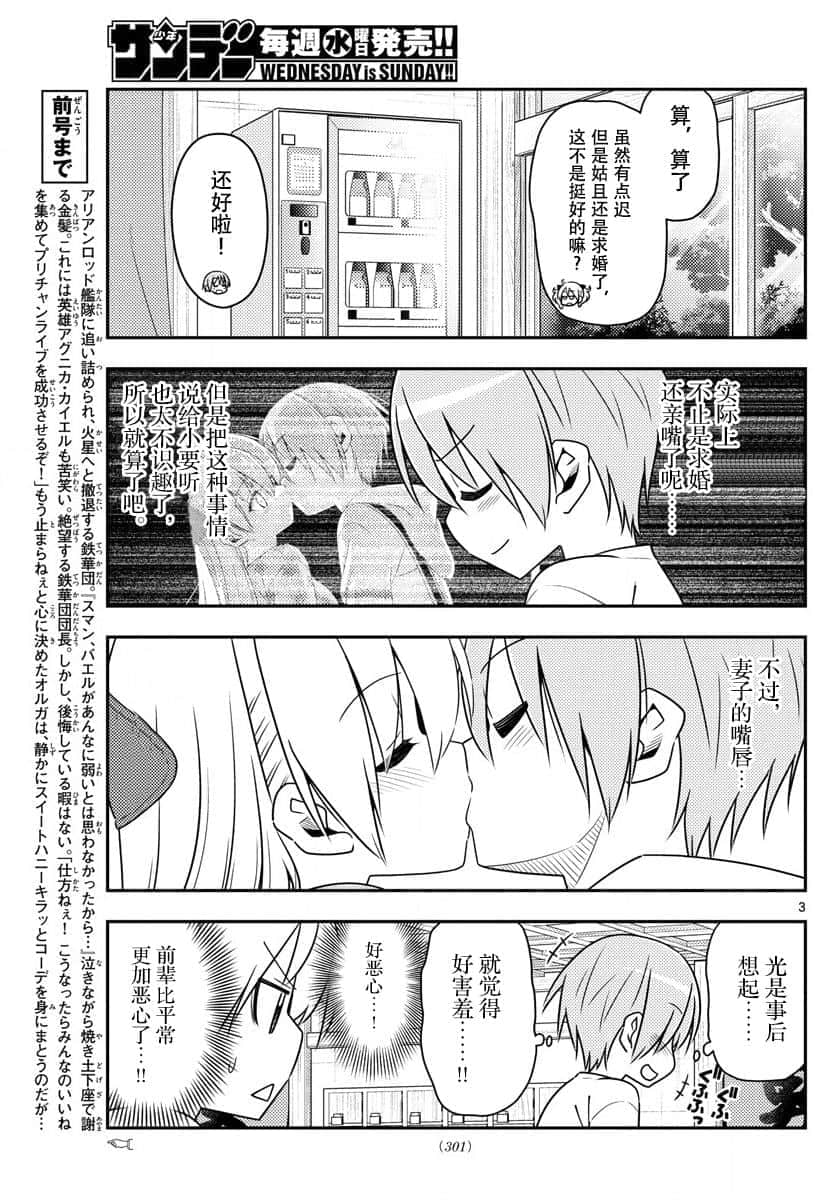 少年
サンデー
毎週水曜日発売!!
WEDNESDAY is SUNDAY!!
算，算了
虽然有点迟
但是姑且还是求婚了，
这不是挺好的嘛？
还好啦！
实际上
不止是求婚
还亲嘴了呢……
但是把这种事情
说给小要听
也太不识趣了，
所以就算了吧。
不过，
妻子的嘴唇…
3
光是事后
想起……
就觉得
好害羞……!!
ぐふふ
ぐふふっ
好恶心…!!
前辈比平常
更加恶心了…!!
前号まで
アリアンロッド艦隊に追い詰められ、火星へと撤退する鉄華団。『スマン、バエルがあんなに弱いとは思わなかったから…』泣きながら焼き土下座で謝
る金髪。これには英雄アグニカ・カイエルも苦笑い。絶望する鉄華団団長。しかし、後悔している暇はない。「仕方ねぇ！こうなったらみんなのいいね
を集めてプリチャンライブを成功させるぞ！」もう止まらねぇと心に決めたオルガは、静かにスイートハニーキラッとコーデを身にまとうのだが…
（301）